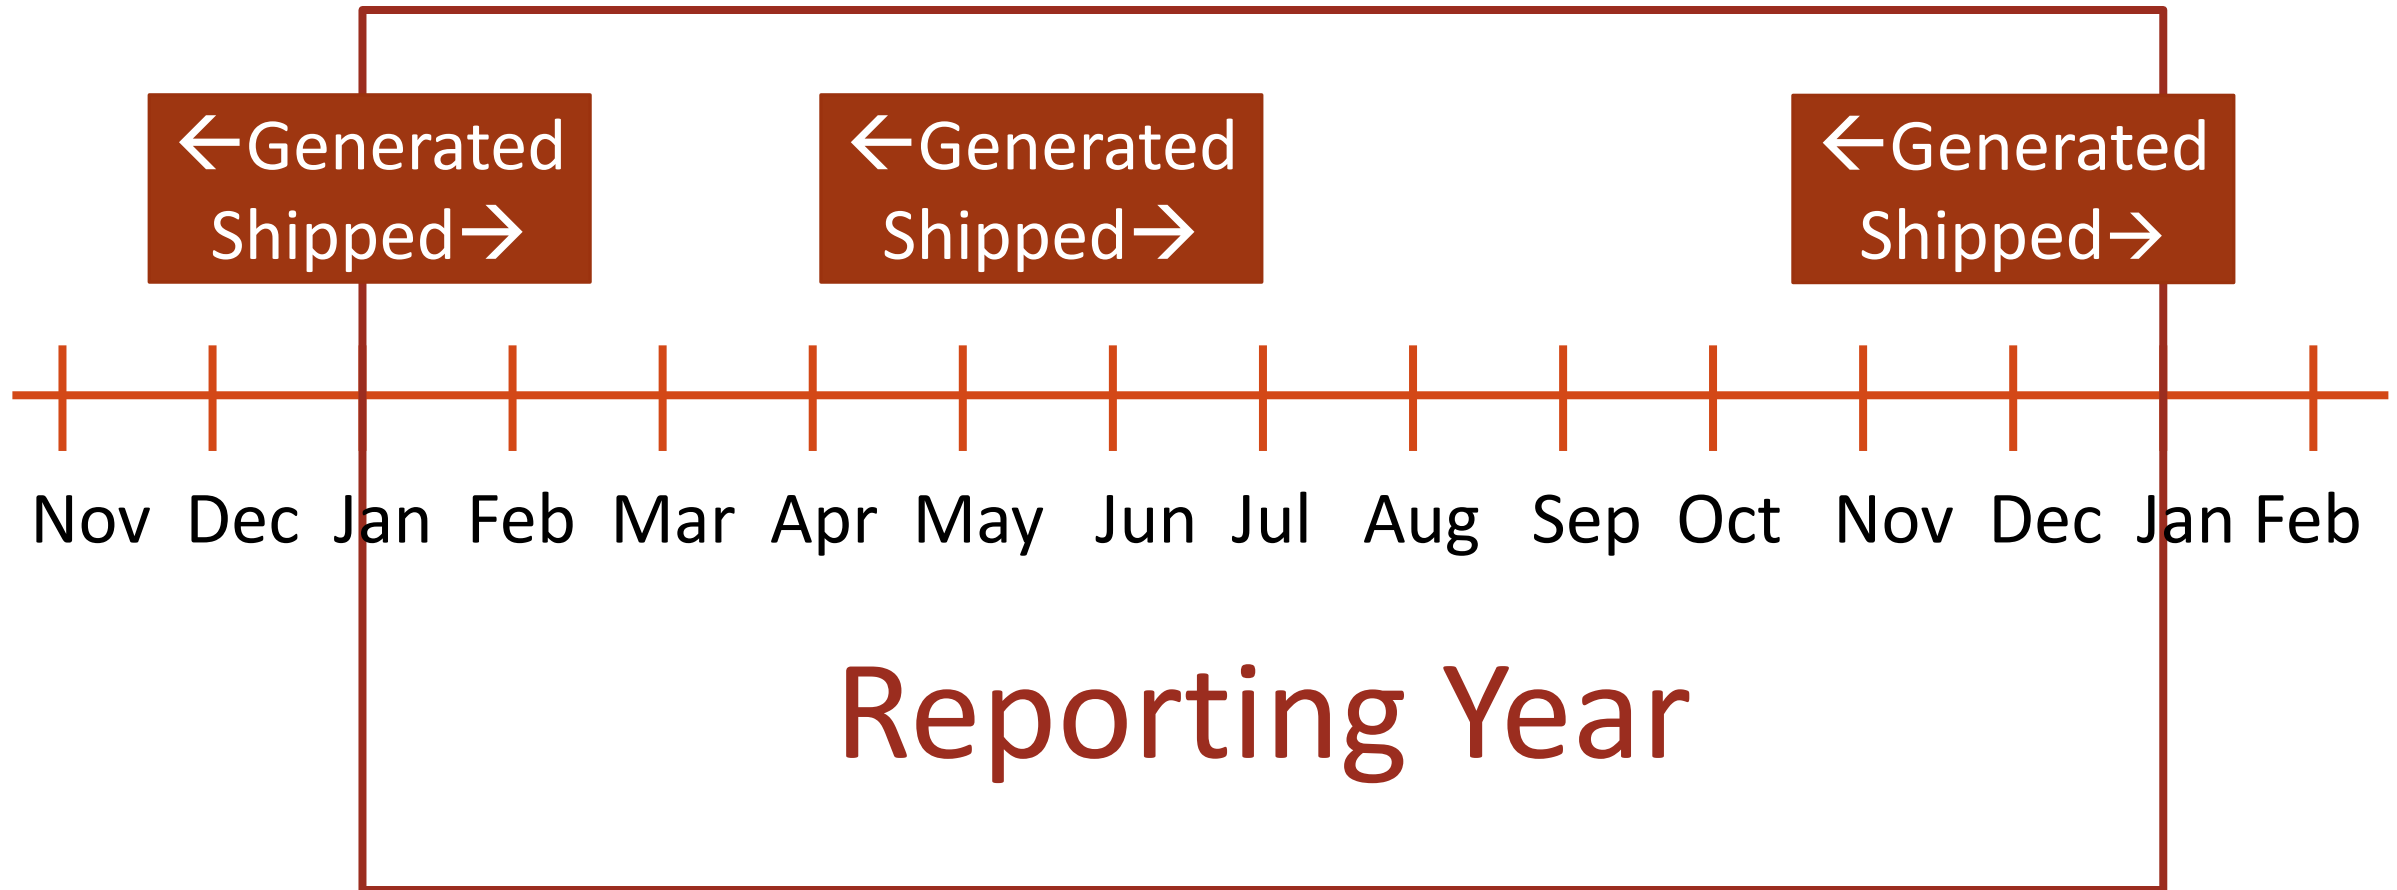 ←Generated
Shipped→
←Generated
Shipped→
←Generated
Shipped→
Nov Dec Jan Feb Mar Apr May Jun Jul Aug Sep Oct Nov Dec Jan Feb
Reporting Year